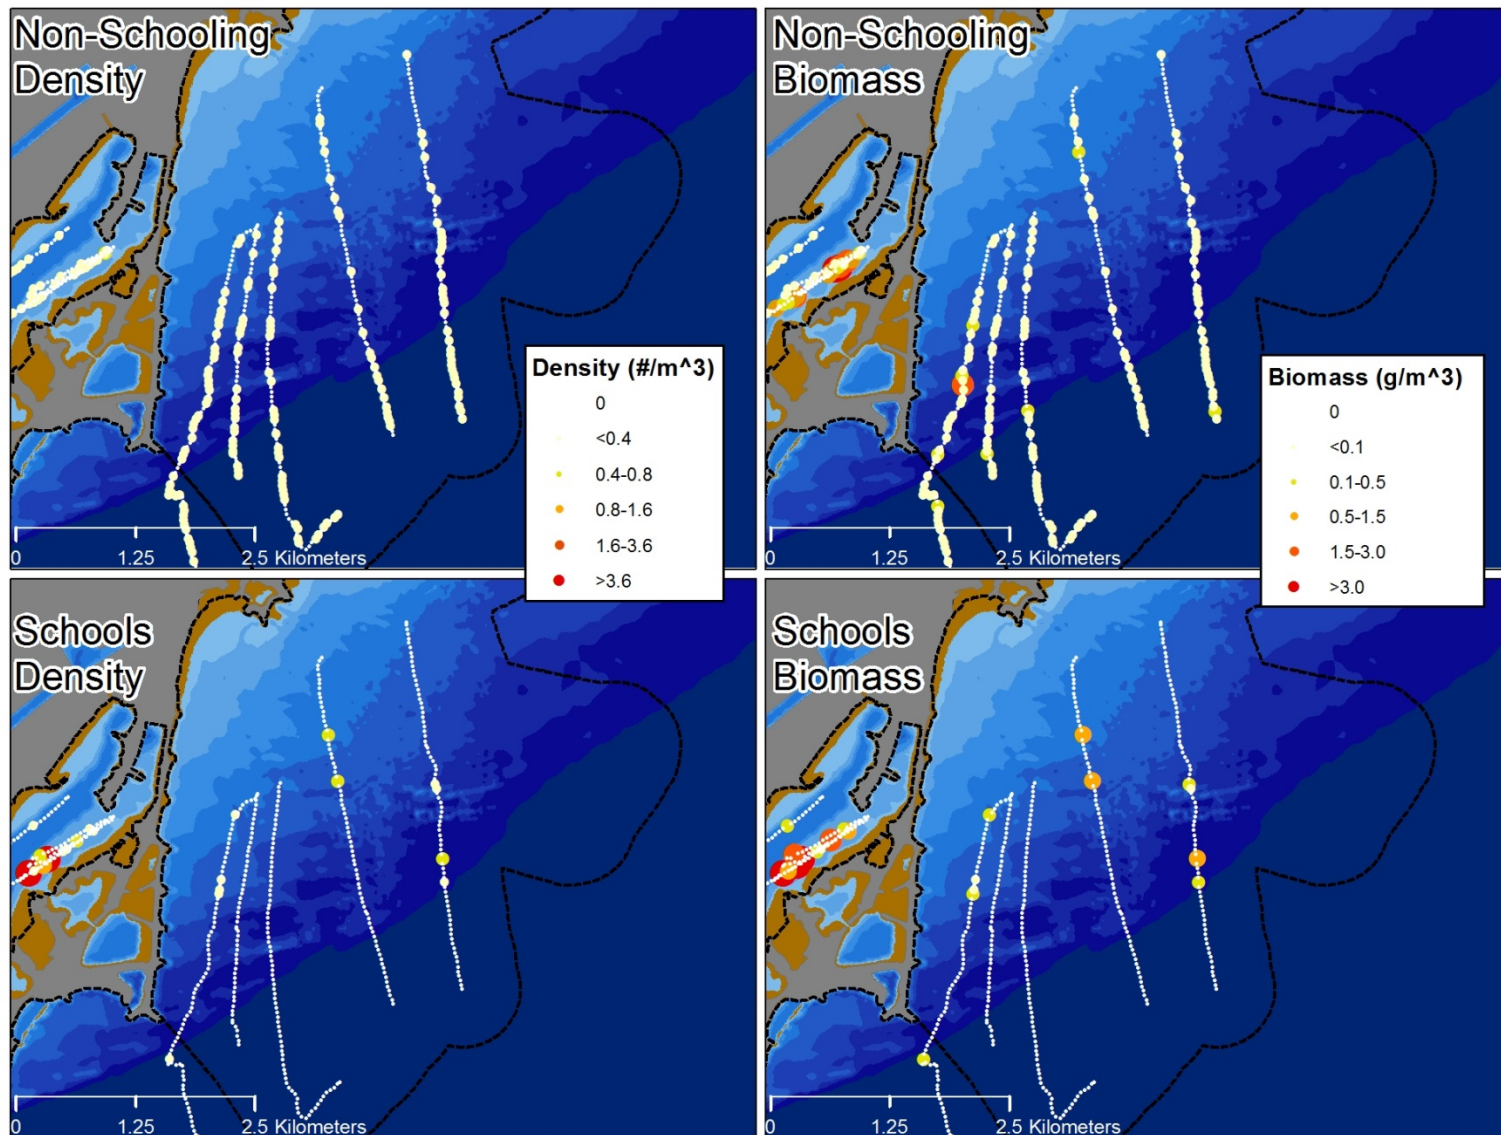 Non-Schooling
Density
Non-Schooling
Biomass
Density (#/m^3)
0
<0.4
0.4-0.8
0.8-1.6
1.6-3.6
>3.6
Biomass (g/m^3)
0
<0.1
0.1-0.5
0.5-1.5
1.5-3.0
>3.0
0 1.25 2.5 Kilometers
0 1.25 2.5 Kilometers
Schools
Density
Schools
Biomass
0 1.25 2.5 Kilometers
0 1.25 2.5 Kilometers